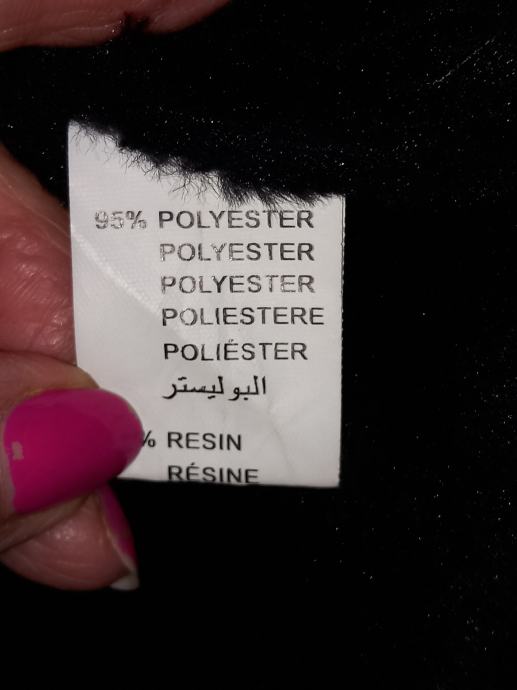 95% POLYESTER
POLYESTER
POLYESTER
POLIESTERE
POLIÉSTER
البوليستر
% RESIN
RÉSINE